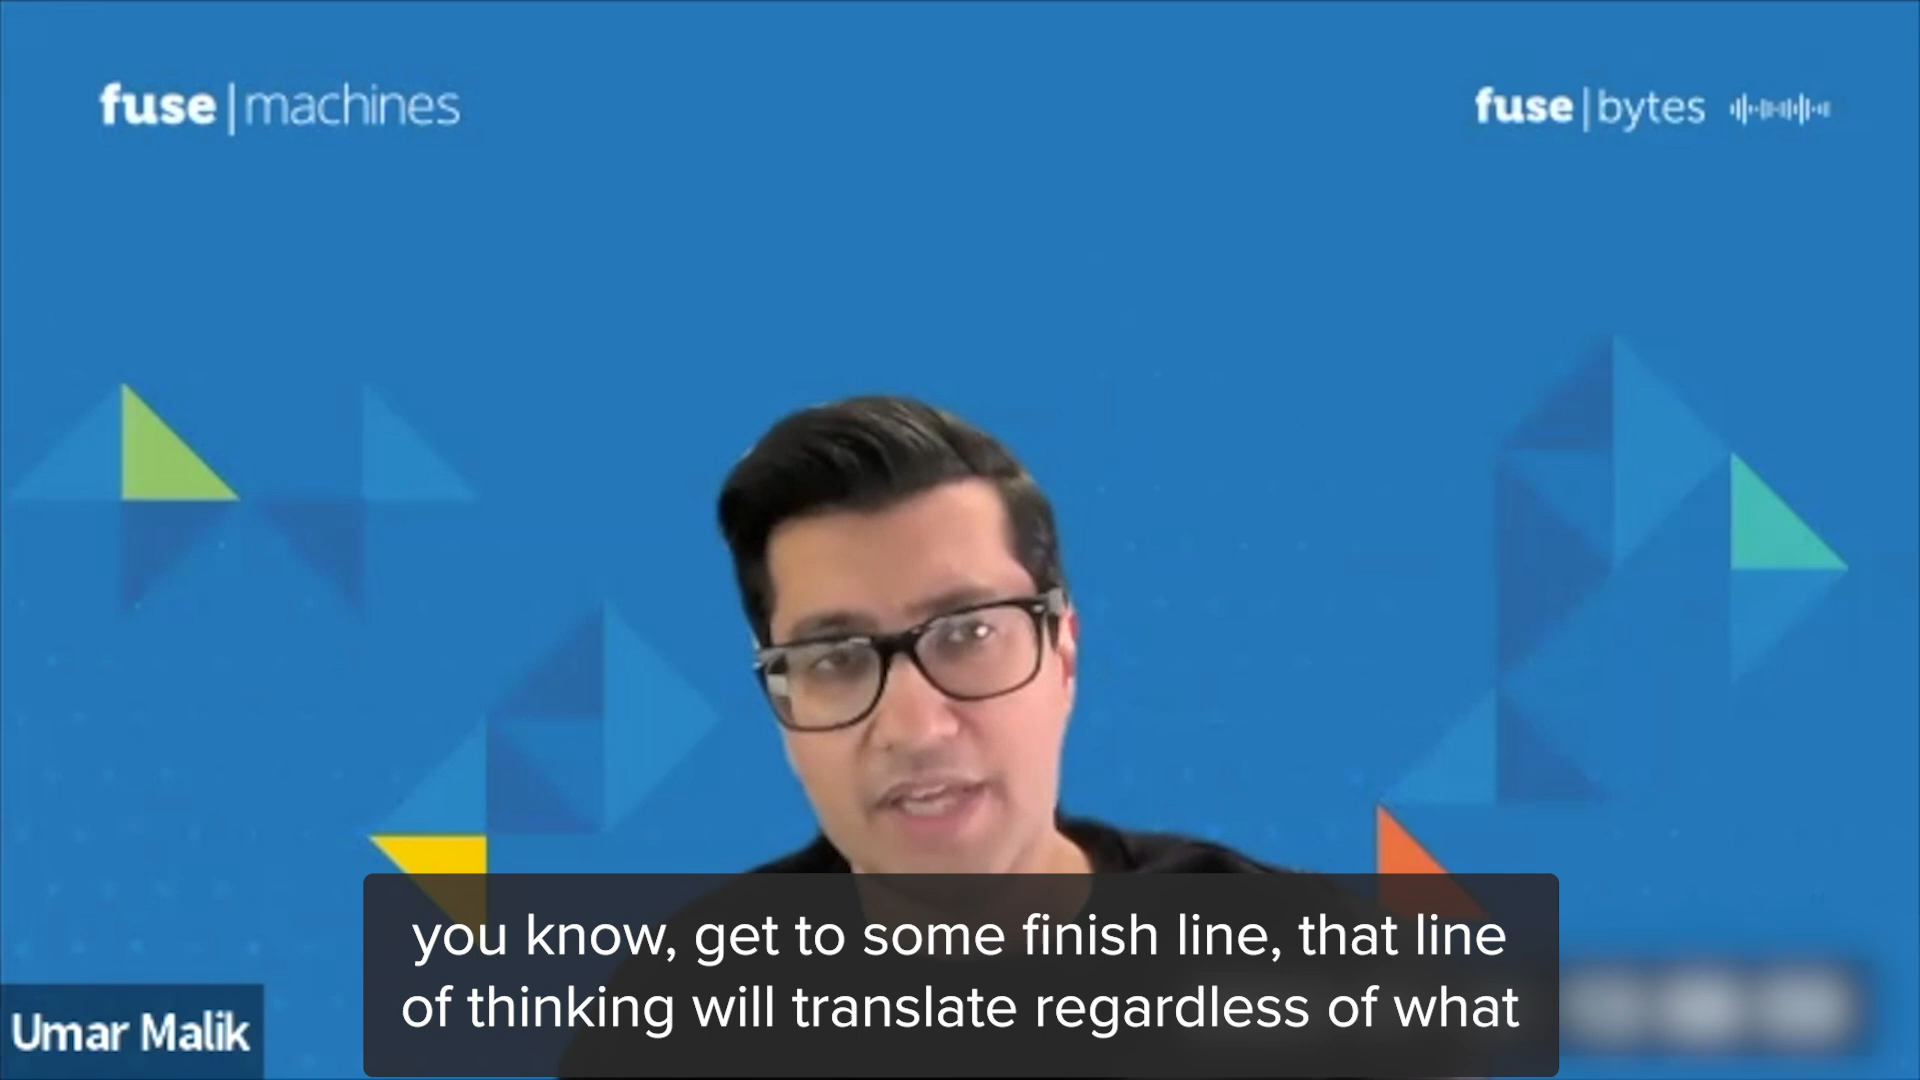 fuse|machines
fuse|bytes
you know, get to some finish line, that line
of thinking will translate regardless of what
Umar Malik